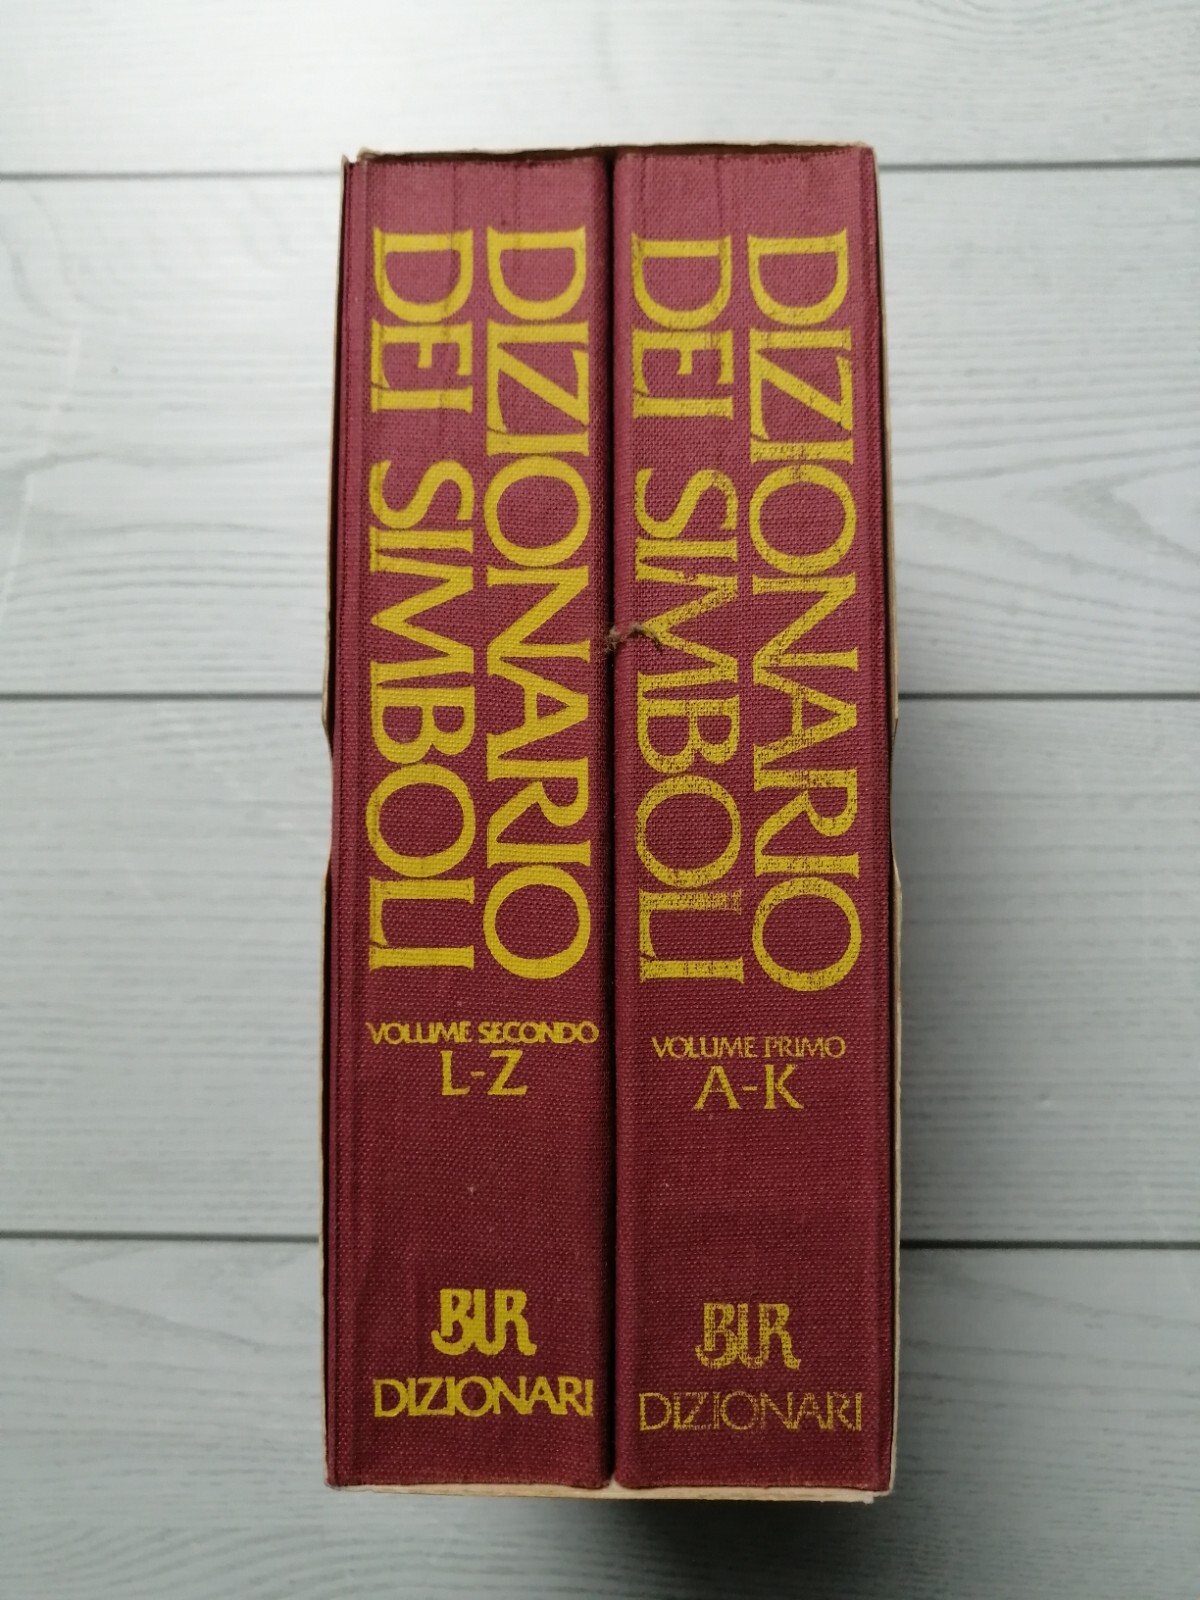 DIZIONARIO
DEI SIMBOLI
VOLUME SECONDO
L-Z
BUR
DIZIONARI
DIZIONARIO
DEI SIMBOLI
VOLUME PRIMO
A-K
BUR
DIZIONARI